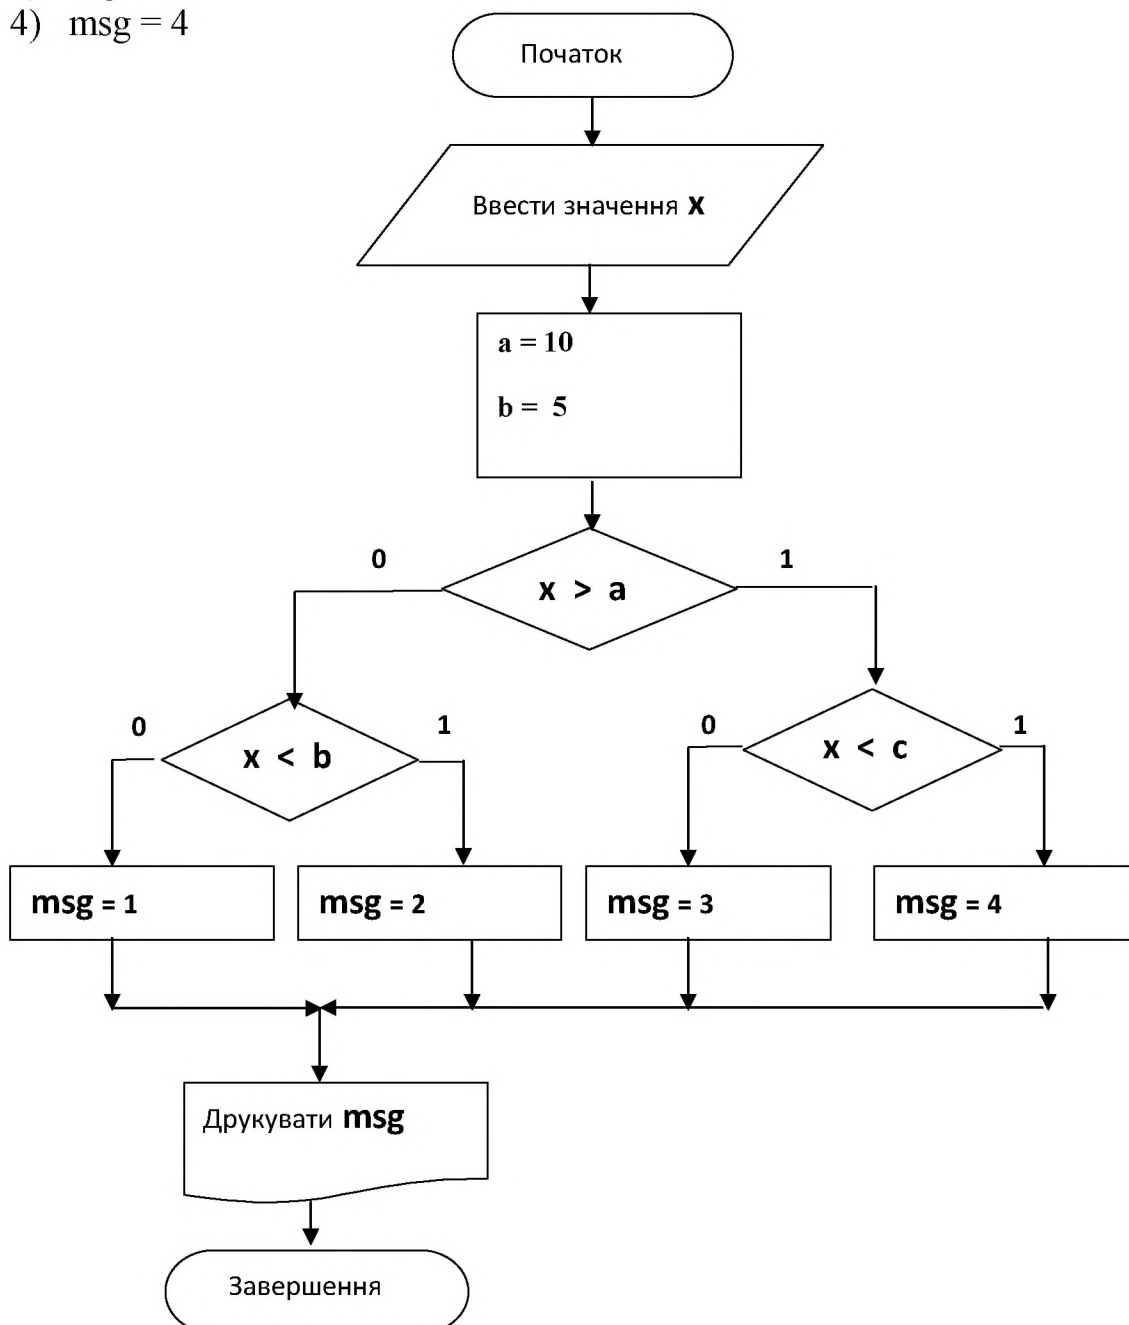 4) msg = 4
Початок
Ввести значення x
a = 10
b = 5
0
1
x > a
0
1
0
1
x < b
x < c
msg = 1
msg = 2
msg = 3
msg = 4
Друкувати msg
Завершення